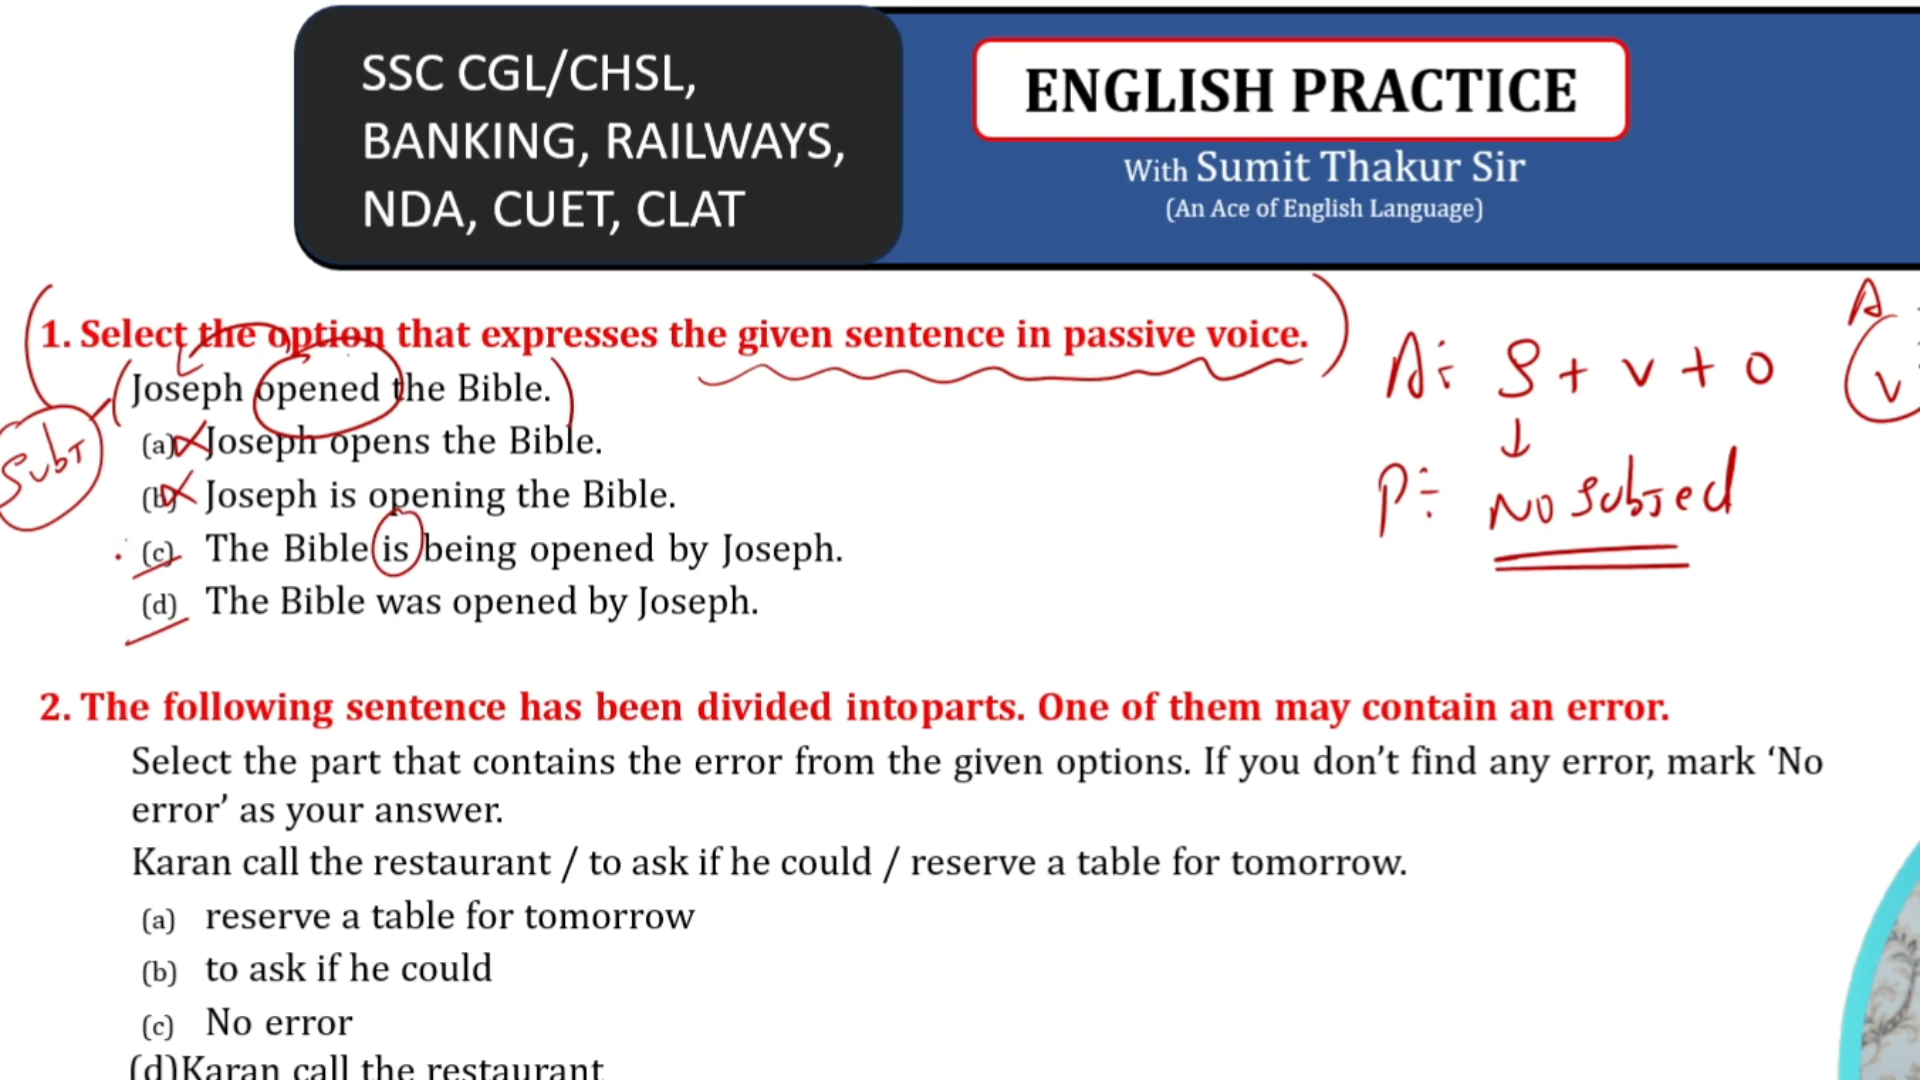 SSC CGL/CHSL,
BANKING, RAILWAYS,
NDA, CUET, CLAT
ENGLISH PRACTICE
With Sumit Thakur Sir
(An Ace of English Language)
1. Select the option that expresses the given sentence in passive voice.
Joseph opened the Bible.
(a) Joseph opens the Bible.
(b) Joseph is opening the Bible.
(c) The Bible is being opened by Joseph.
(d) The Bible was opened by Joseph.
SubJ
A: S + V + O
P: No Subject
A
V
2. The following sentence has been divided into parts. One of them may contain an error.
Select the part that contains the error from the given options. If you don’t find any error, mark ‘No
error’ as your answer.
Karan call the restaurant / to ask if he could / reserve a table for tomorrow.
(a) reserve a table for tomorrow
(b) to ask if he could
(c) No error
(d)Karan call the restaurant